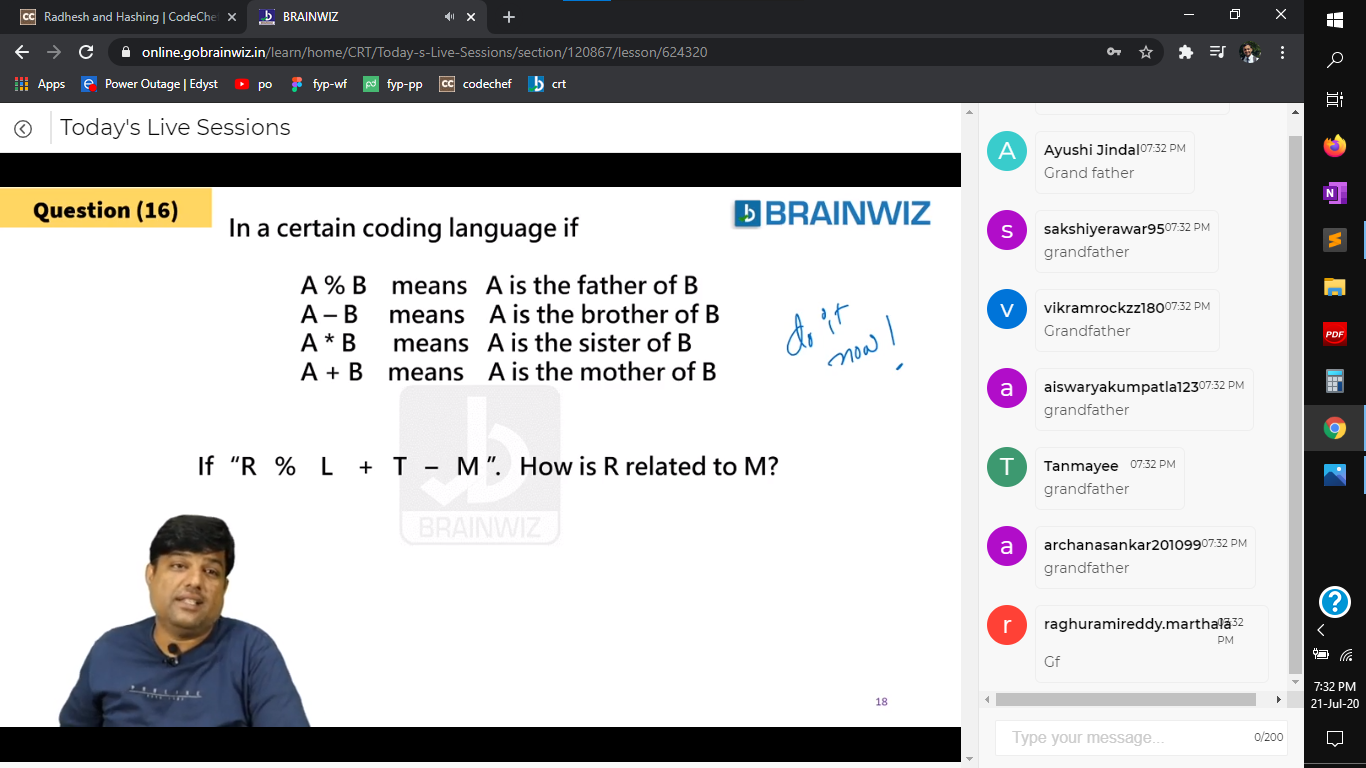 Radhesh and Hashing | CodeChe
BRAINWIZ
online.gobrainwiz.in/learn/home/CRT/Today-s-Live-Sessions/section/120867/lesson/624320
Apps
Power Outage | Edyst
po
fyp-wf
fyp-pp
codechef
crt
Today's Live Sessions
Question (16)
BRAINWIZ
In a certain coding language if
A % B means A is the father of B
A – B means A is the brother of B
A * B means A is the sister of B
A + B means A is the mother of B
do it
now!
If “R % L + T – M”. How is R related to M?
BRAINWIZ
18
A
Ayushi Jindal 07:32 PM
Grand father
s
sakshiyerawar95 07:32 PM
grandfather
v
vikramrockzz180 07:32 PM
Grandfather
a
aiswaryakumpatla123 07:32 PM
grandfather
T
Tanmayee 07:32 PM
grandfather
a
archanasankar201099 07:32 PM
grandfather
r
raghuramireddy.marthala
PM
Gf
Type your message...
0/200
7:32 PM
21-Jul-20